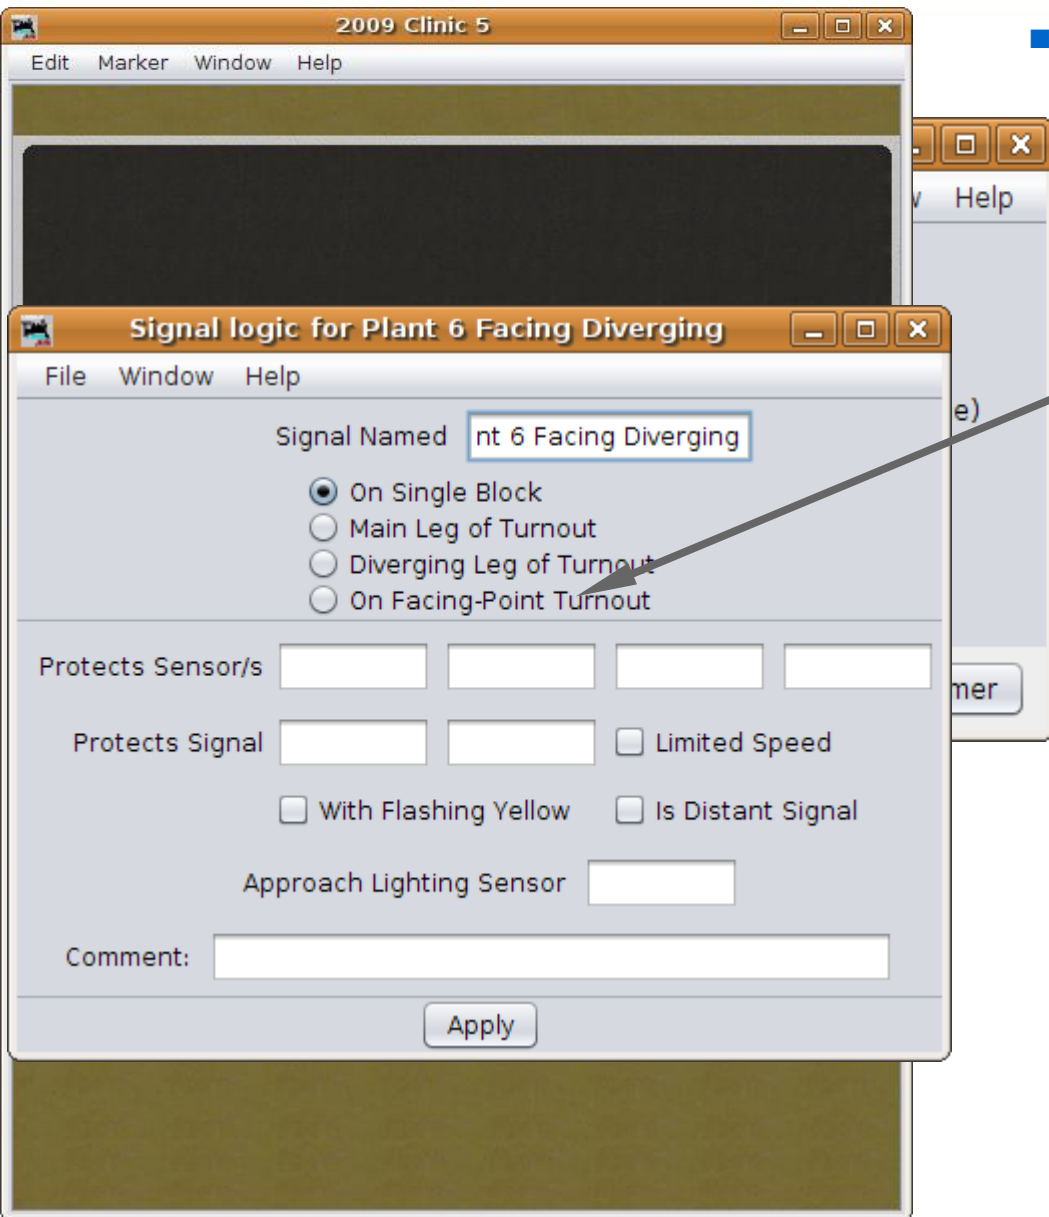 2009 Clinic 5
Edit Marker Window Help
Help
Signal logic for Plant 6 Facing Diverging
File Window Help
e)
Signal Named nt 6 Facing Diverging
On Single Block
Main Leg of Turnout
Diverging Leg of Turnout
On Facing-Point Turnout
Protects Sensor/s
mer
Protects Signal Limited Speed
With Flashing Yellow Is Distant Signal
Approach Lighting Sensor
Comment:
Apply